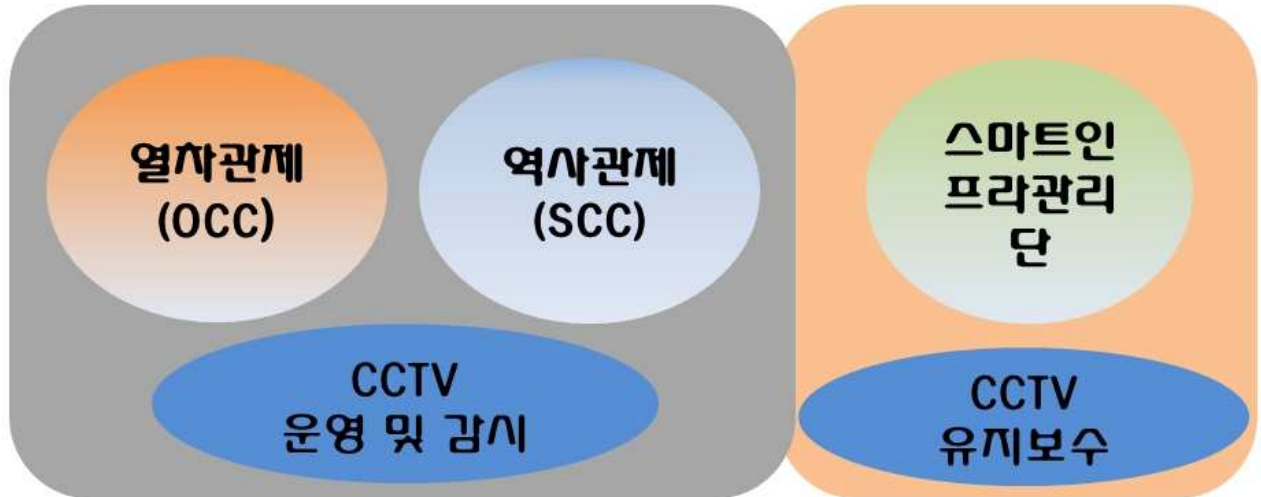 열차관제
(OCC)
역사관제
(SCC)
스마트인
프라관리
단
CCTV
운영 및 감시
CCTV
유지보수